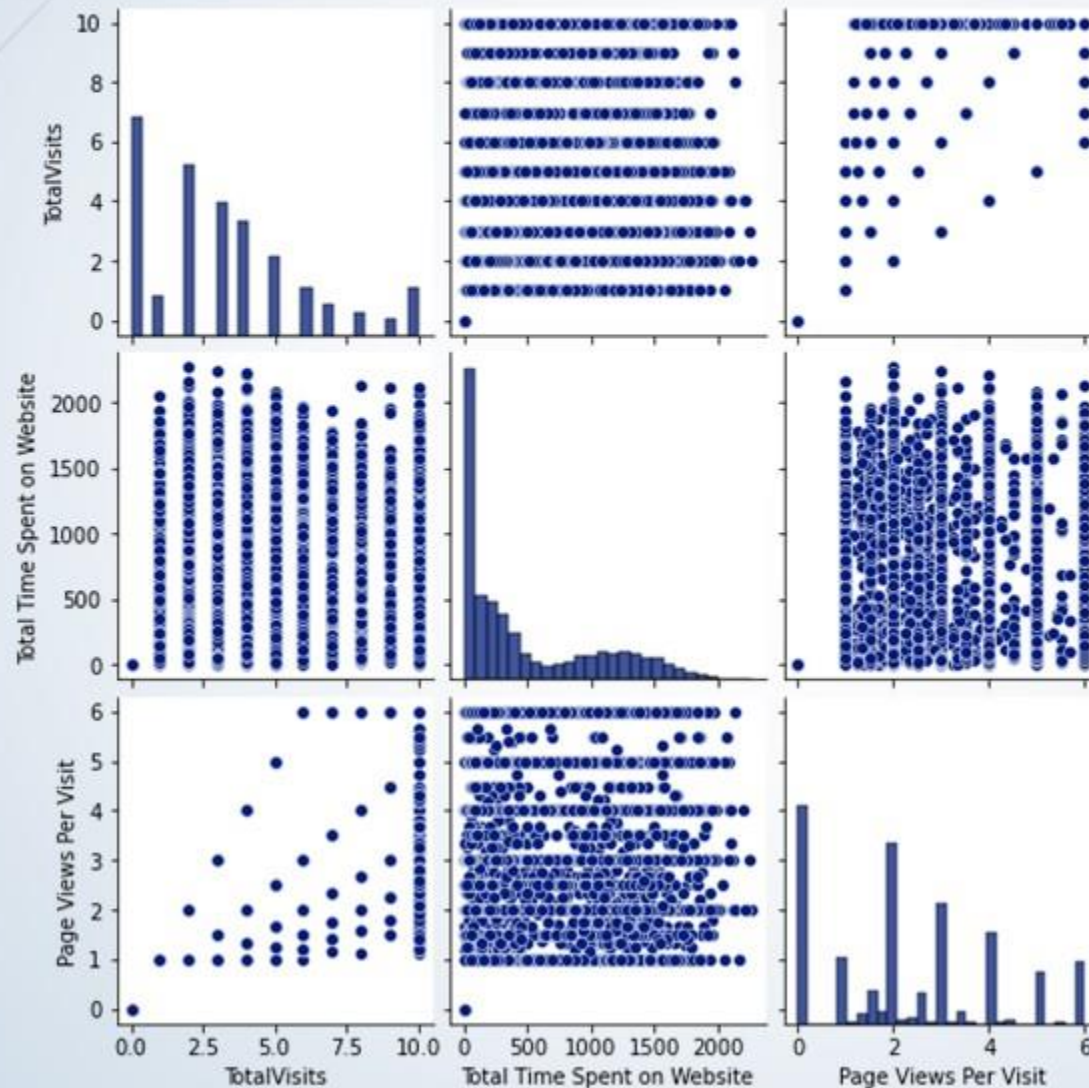 10
8
6
4
2
0
TotalVisits
2000
1500
1000
500
0
Total Time Spent on Website
6
5
4
3
2
1
0
Page Views Per Visit
0.0 2.5 5.0 7.5 10.0
TotalVisits
0 500 1000 1500 2000
Total Time Spent on Website
0 2 4 6
Page Views Per Visit